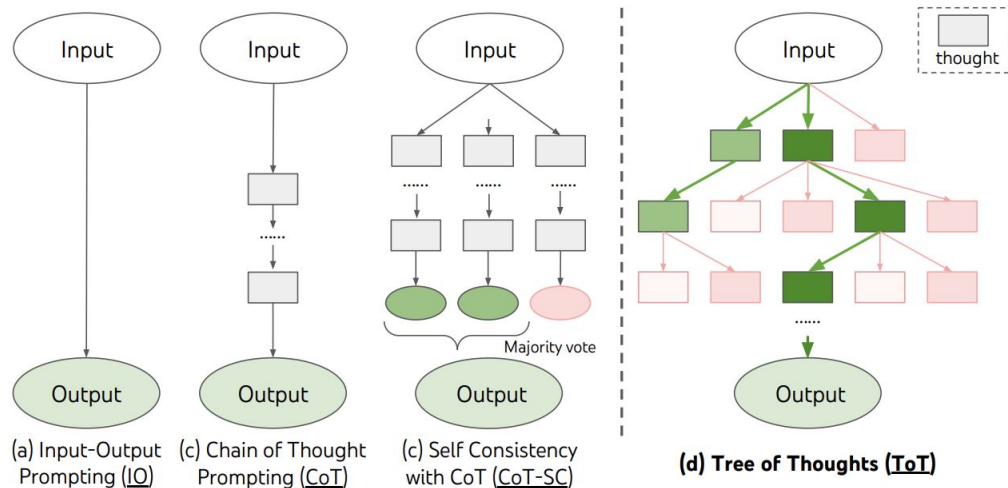 Input
Input
Input
Input
thought
......
......
......
......
Majority vote
......
Output
Output
Output
Output
(a) Input-Output
Prompting (IO)
(c) Chain of Thought
Prompting (CoT)
(c) Self Consistency
with CoT (CoT-SC)
(d) Tree of Thoughts (ToT)